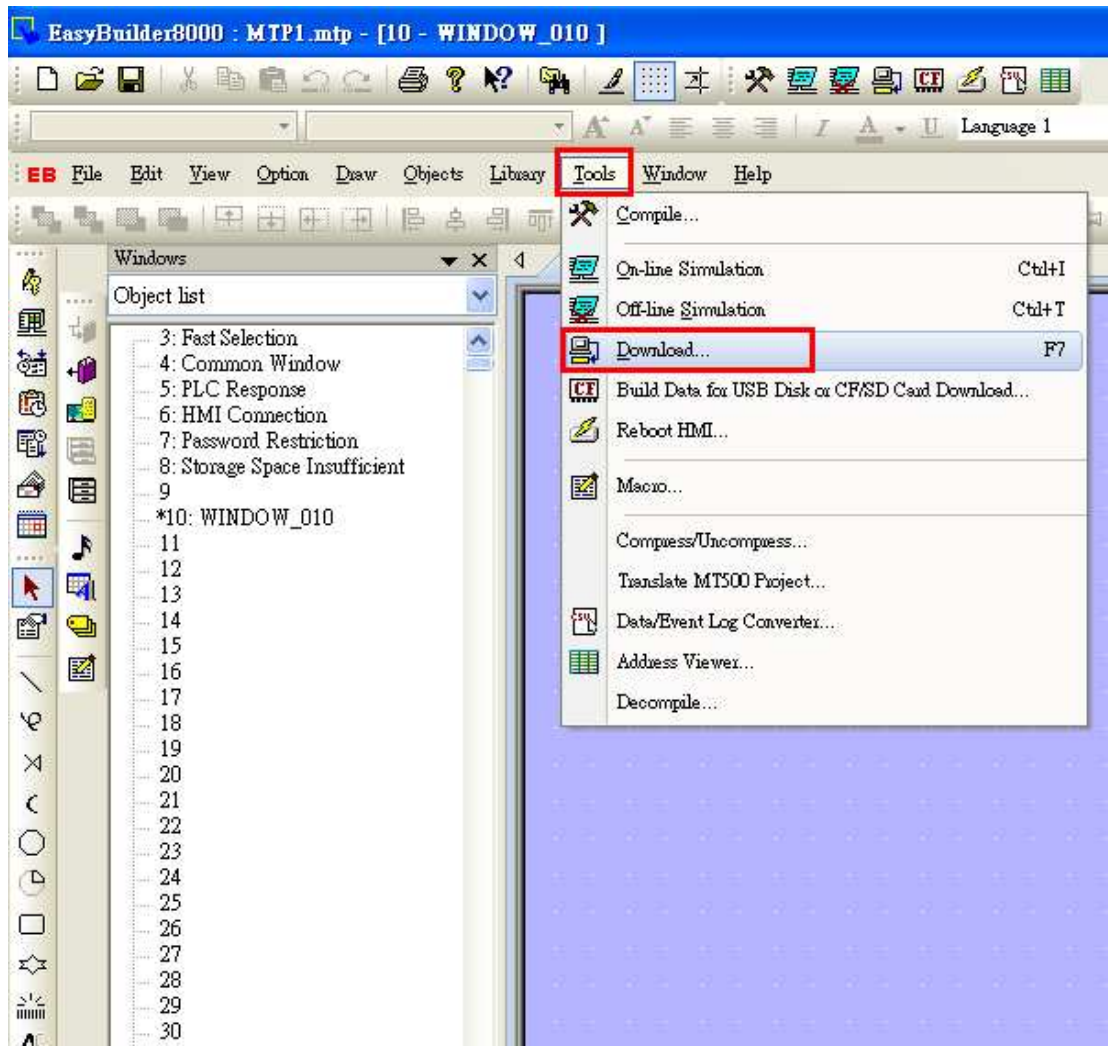 EasyBuilder8000 : MTP1.mtp - [10 - WINDOW_010 ]
CF
Language 1
EB File Edit View Option Draw Objects Library Tools Window Help
Windows
Object list
3: Fast Selection
4: Common Window
5: PLC Response
6: HMI Connection
7: Password Restriction
8: Storage Space Insufficient
9
*10: WINDOW_010
11
12
13
14
15
16
17
18
19
20
21
22
23
24
25
26
27
28
29
30
Compile...
On-line Simulation Ctrl+I
Off-line Simulation Ctrl+T
Download... F7
CF Build Data for USB Disk or CF/SD Card Download...
Reboot HMI...
Macro...
Compress/Uncompress...
Translate MT500 Project...
Data/Event Log Converter...
Address Viewer...
Decompile...